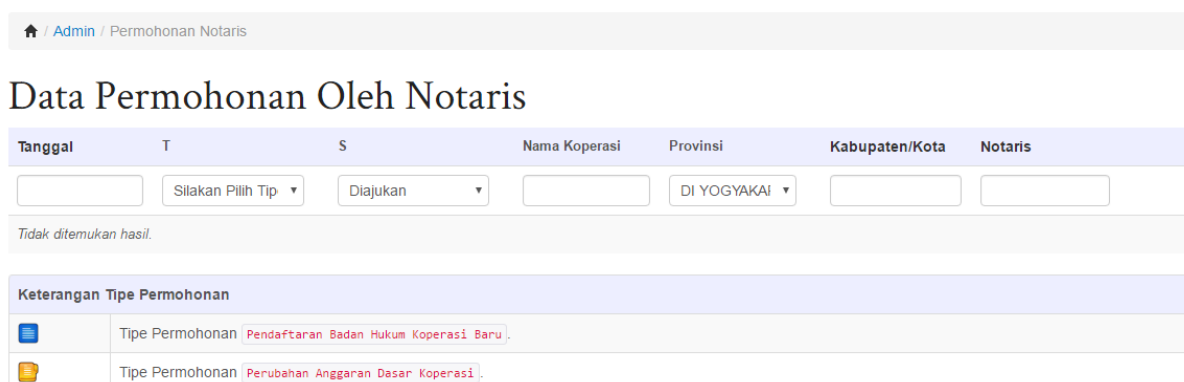 / Admin / Permohonan Notaris
Data Permohonan Oleh Notaris
Tanggal T S Nama Koperasi Provinsi Kabupaten/Kota Notaris
Silakan Pilih Tip Diajukan DI YOGYAKA
Tidak ditemukan hasil.
Keterangan Tipe Permohonan
Tipe Permohonan Pendaftaran Badan Hukum Koperasi Baru.
Tipe Permohonan Perubahan Anggaran Dasar Koperasi.